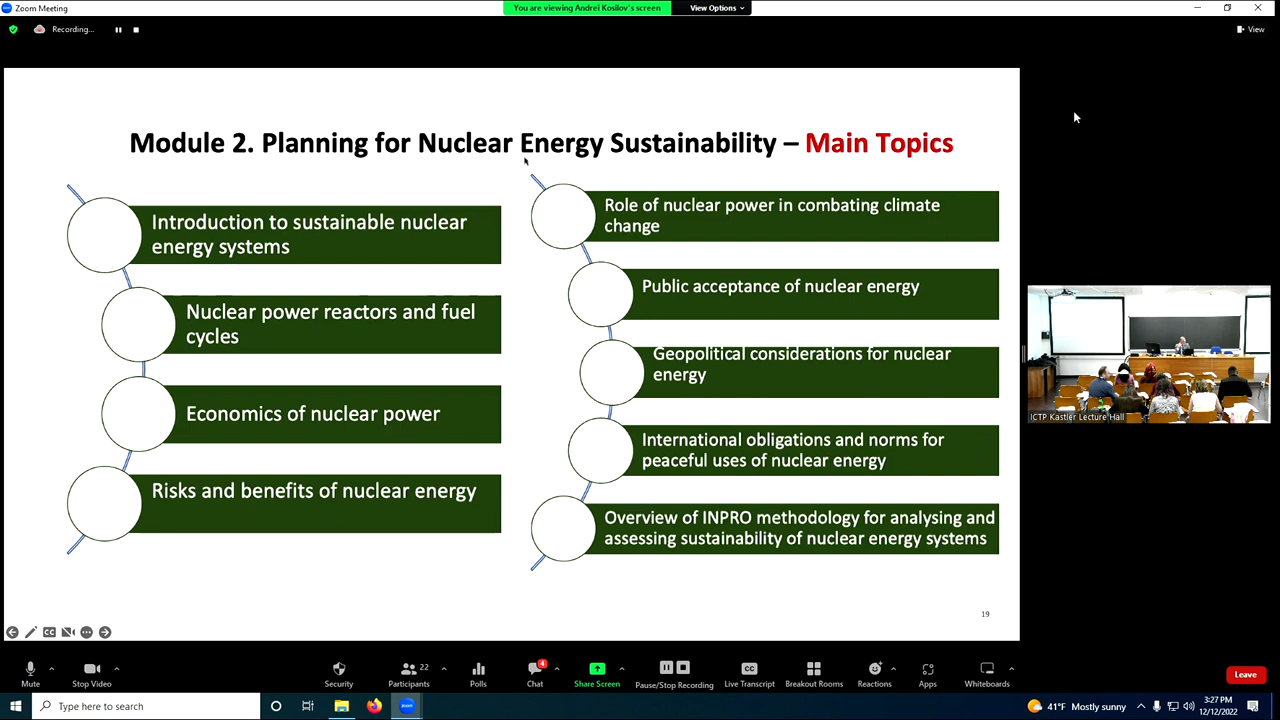 Zoom Meeting
You are viewing Andrei Kosilov's screen
View Options
Recording...
View
Module 2. Planning for Nuclear Energy Sustainability – Main Topics
Introduction to sustainable nuclear
energy systems
Nuclear power reactors and fuel
cycles
Economics of nuclear power
Risks and benefits of nuclear energy
Role of nuclear power in combating climate
change
Public acceptance of nuclear energy
Geopolitical considerations for nuclear
energy
International obligations and norms for
peaceful uses of nuclear energy
Overview of INPRO methodology for analysing and
assessing sustainability of nuclear energy systems
19
ICTP Kastler Lecture Hall
CC
Mute
Stop Video
Security
22
Participants
Polls
4
Chat
Share Screen
Pause/Stop Recording
CC
Live Transcript
Breakout Rooms
Reactions
Apps
Whiteboards
Leave
Type here to search
zoom
41°F Mostly sunny
3:27 PM
12/12/2022